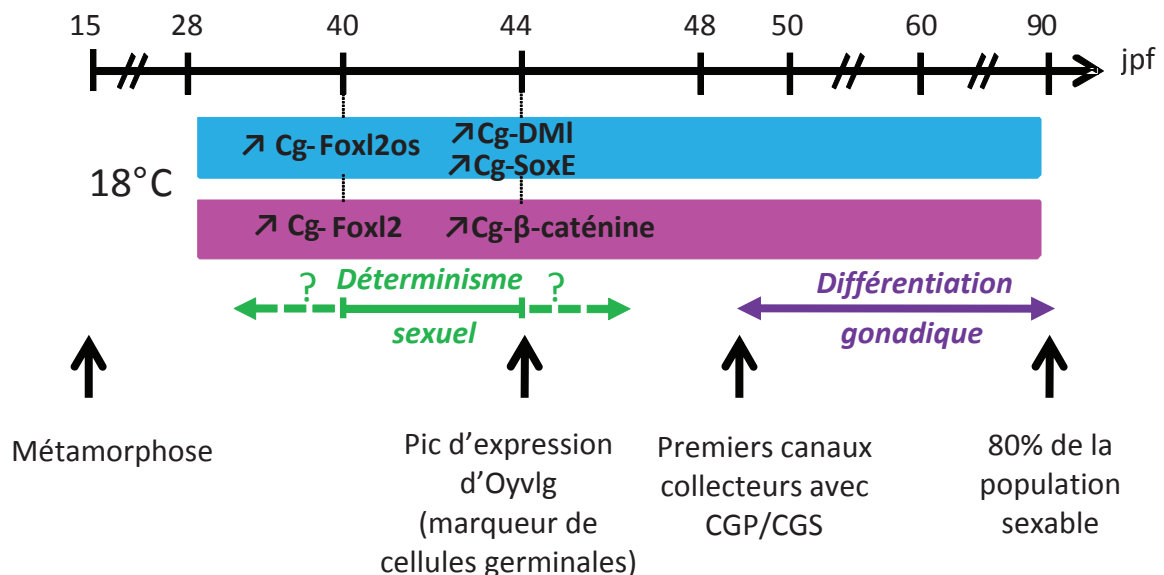 15 28 40 44 48 50 60 90
jpf
18°C
↗ Cg-Foxl2os
↗Cg-DMl
↗Cg-SoxE
↗ Cg-Foxl2
↗Cg-β-caténine
? Déterminisme ?
sexuel
Différentiation
gonadique
Métamorphose
Pic d'expression
d'Oyvlg
(marqueur de
cellules germinales)
Premiers canaux
collecteurs avec
CGP/CGS
80% de la
population
sexable